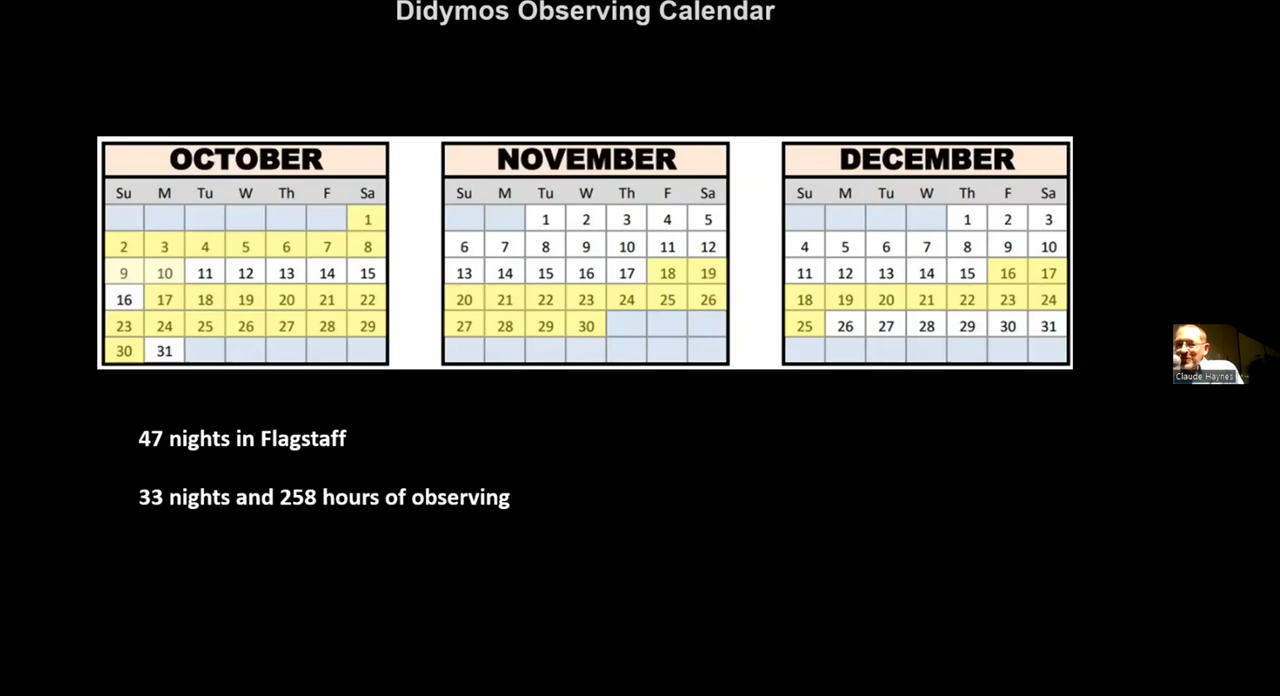 Didymos Observing Calendar
OCTOBER NOVEMBER DECEMBER
Su M Tu W Th F Sa Su M Tu W Th F Sa Su M Tu W Th F Sa
1 1 2 3 4 5 1 2 3
2 3 4 5 6 7 8 6 7 8 9 10 11 12 4 5 6 7 8 9 10
9 10 11 12 13 14 15 13 14 15 16 17 18 19 11 12 13 14 15 16 17
16 17 18 19 20 21 22 20 21 22 23 24 25 26 18 19 20 21 22 23 24
23 24 25 26 27 28 29 27 28 29 30 25 26 27 28 29 30 31
30 31
Claude Haynes
47 nights in Flagstaff
33 nights and 258 hours of observing